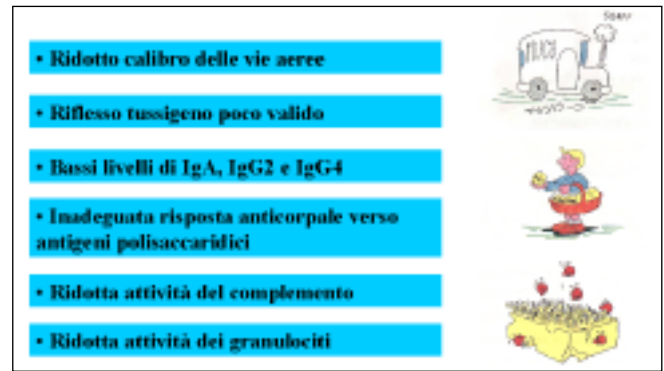 • Ridotto calibro delle vie aeree
• Riflesso tussigeno poco valido
• Bassi livelli di IgA, IgG2 e IgG4
• Inadeguata risposta anticorpale verso
antigeni polisaccaridici
• Ridotta attività del complemento
• Ridotta attività dei granulociti